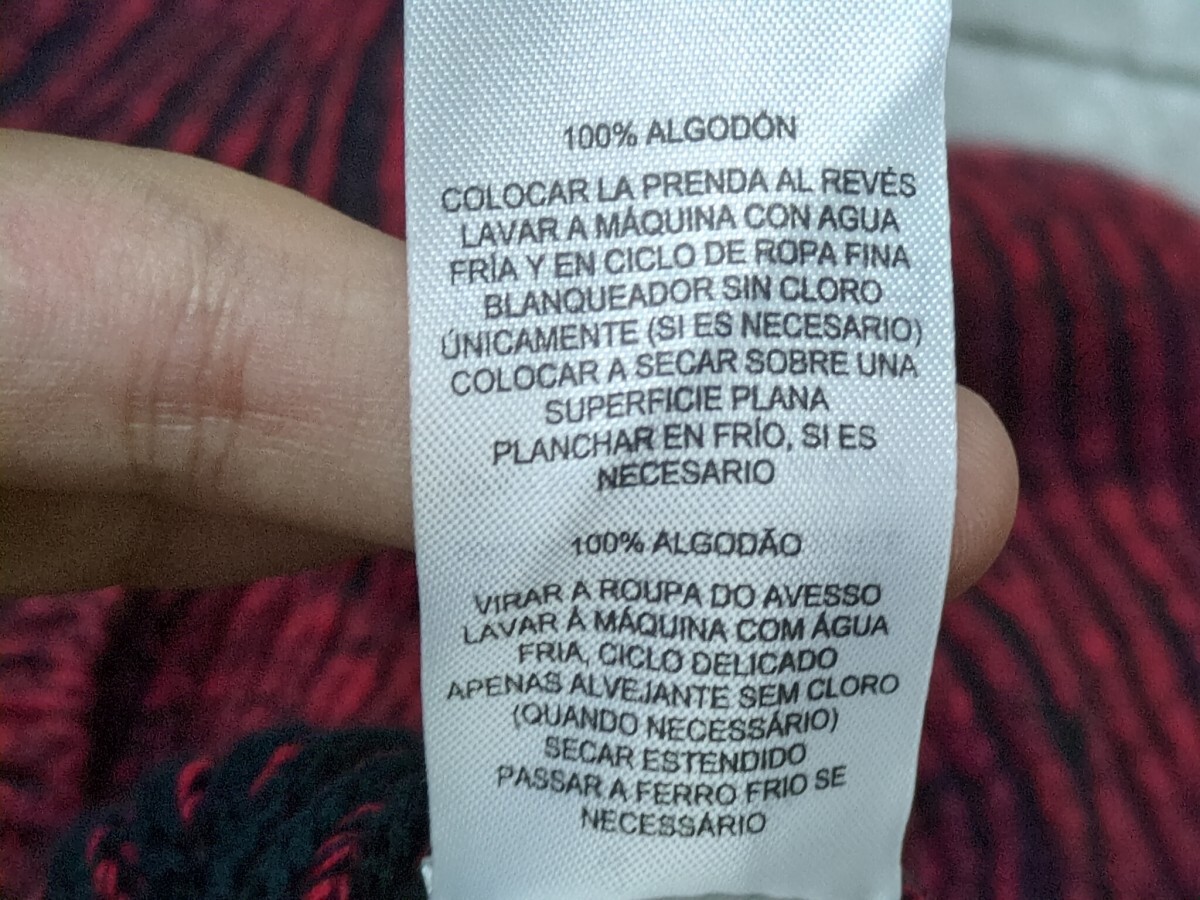 100% ALGODÓN
COLOCAR LA PRENDA AL REVÉS
LAVAR A MÁQUINA CON AGUA
FRÍA Y EN CICLO DE ROPA FINA
BLANQUEADOR SIN CLORO
ÚNICAMENTE (SI ES NECESARIO)
COLOCAR A SECAR SOBRE UNA
SUPERFICIE PLANA
PLANCHAR EN FRÍO, SI ES
NECESARIO
100% ALGODÃO
VIRAR A ROUPA DO AVESSO
LAVAR À MÁQUINA COM ÁGUA
FRIA, CICLO DELICADO
APENAS ALVEJANTE SEM CLORO
(QUANDO NECESSÁRIO)
SECAR ESTENDIDO
PASSAR A FERRO FRIO SE
NECESSÁRIO